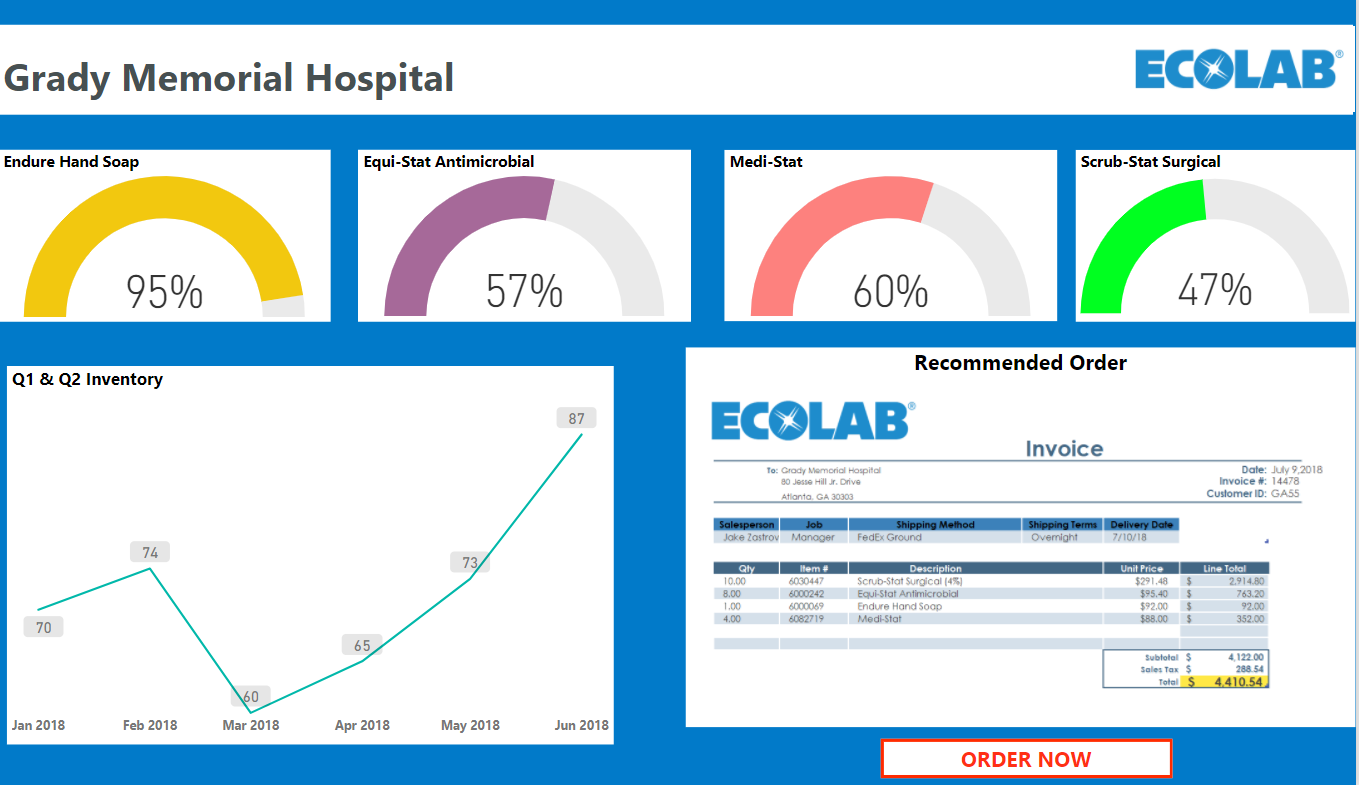 Grady Memorial Hospital
ECOLAB®
Endure Hand Soap
95%
Equi-Stat Antimicrobial
57%
Medi-Stat
60%
Scrub-Stat Surgical
47%
Q1 & Q2 Inventory
87
74
73
70
65
60
Jan 2018 Feb 2018 Mar 2018 Apr 2018 May 2018 Jun 2018
Recommended Order
ECOLAB®
Invoice
To: Grady Memorial Hospital
80 Jesse Hill Jr. Drive
Atlanta, GA 30303
Date: July 9,2018
Invoice #: 14478
Customer ID: GA55
Salesperson Job Shipping Method Shipping Terms Delivery Date
Jake Zastrov Manager FedEx Ground Overnight 7/10/18
Qty Item # Description Unit Price Line Total
10.00 6030447 Scrub-Stat Surgical (4%) $291.48 $ 2,914.80
8.00 6000242 Equi-Stat Antimicrobial $95.40 $ 763.20
1.00 6000069 Endure Hand Soap $92.00 $ 92.00
4.00 6082719 Medi-Stat $88.00 $ 352.00
Subtotal $ 4,122.00
Sales Tax $ 288.54
Total $ 4,410.54
ORDER NOW